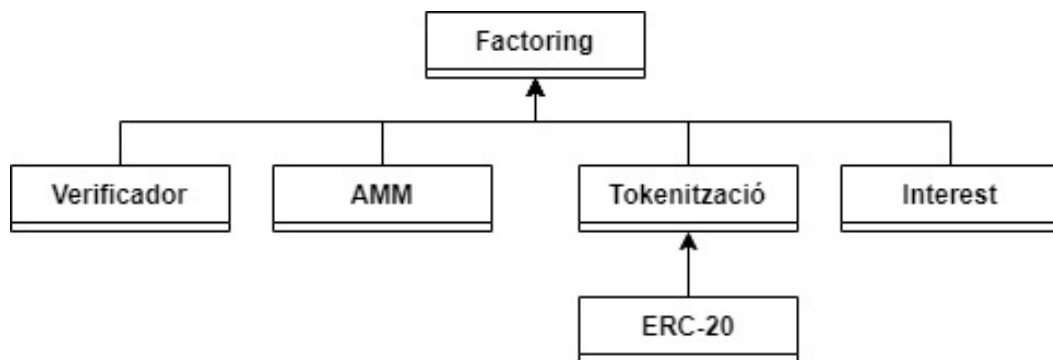 Factoring
Verificador
AMM
Tokenització
Interest
ERC-20